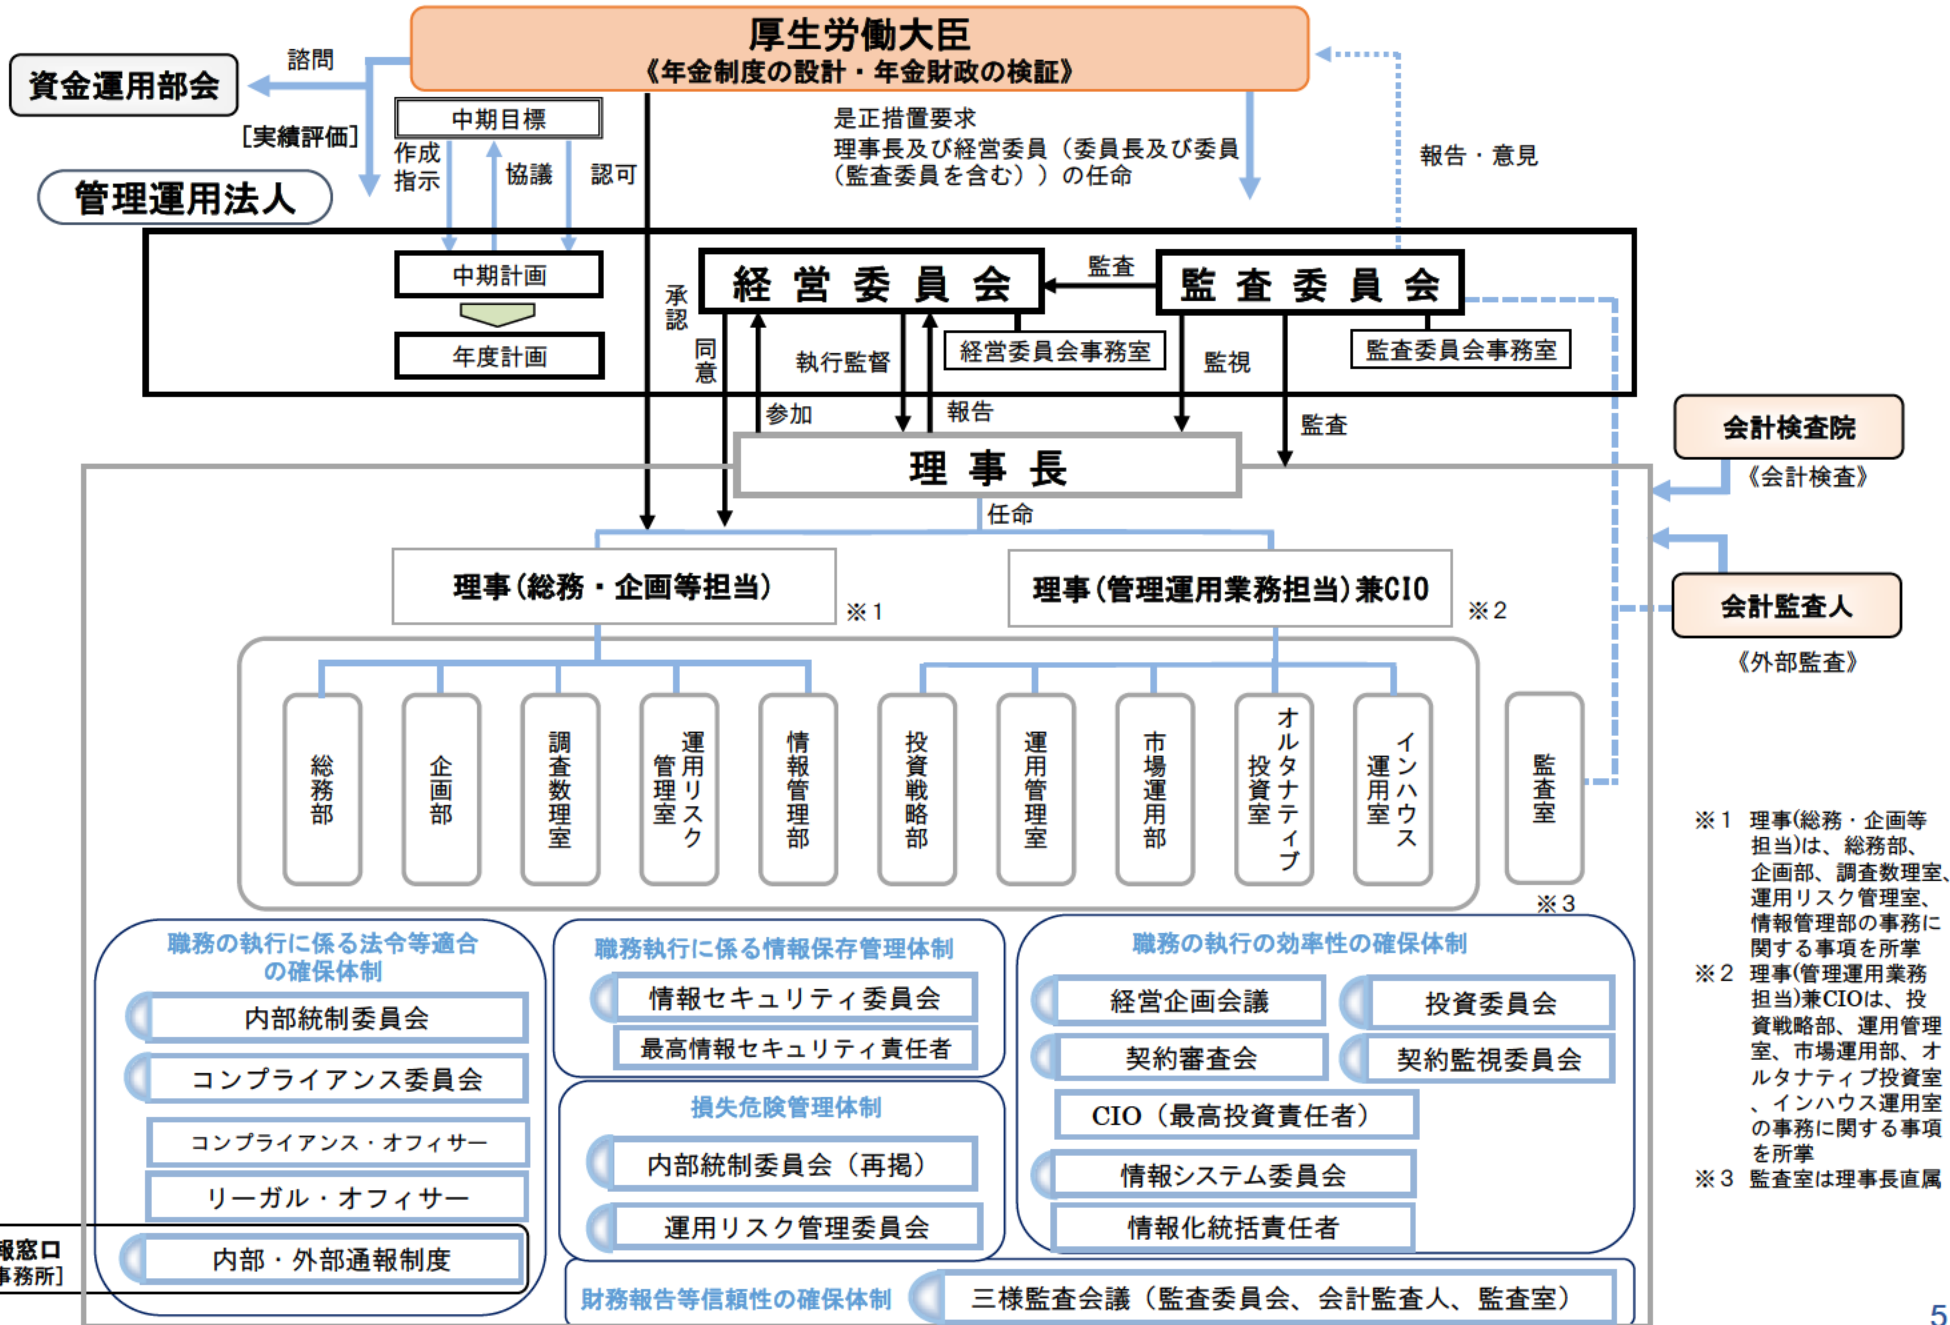 厚生労働大臣
《年金制度の設計・年金財政の検証》
資金運用部会
諮問
[実績評価]
中期目標
作成
指示
協議
認可
是正措置要求
理事長及び経営委員（委員長及び委員
（監査委員を含む））の任命
報告・意見
管理運用法人
中期計画
年度計画
承認
経営委員会
監査
監査委員会
同意
執行監督
経営委員会事務室
監視
監査委員会事務室
参加
報告
監査
理事長
任命
会計検査院
《会計検査》
会計監査人
《外部監査》
理事(総務・企画等担当)
※1
理事(管理運用業務担当)兼CIO
※2
総務部
企画部
調査数理室
運用リスク
管理室
情報管理部
投資戦略部
運用管理室
市場運用部
オルタナティブ
投資室
インハウス
運用室
監査室
※3
職務の執行に係る法令等適合
の確保体制
内部統制委員会
コンプライアンス委員会
コンプライアンス・オフィサー
リーガル・オフィサー
内部・外部通報制度
報窓口
事務所]
職務執行に係る情報保存管理体制
情報セキュリティ委員会
最高情報セキュリティ責任者
損失危険管理体制
内部統制委員会（再掲）
運用リスク管理委員会
職務の執行の効率性の確保体制
経営企画会議
投資委員会
契約審査会
契約監視委員会
CIO（最高投資責任者）
情報システム委員会
情報化統括責任者
財務報告等信頼性の確保体制
三様監査会議（監査委員会、会計監査人、監査室）
※1 理事(総務・企画等
担当)は、総務部、
企画部、調査数理室、
運用リスク管理室、
情報管理部の事務に
関する事項を所掌
※2 理事(管理運用業務
担当)兼CIOは、投
資戦略部、運用管理
室、市場運用部、オ
ルタナティブ投資室
、インハウス運用室
の事務に関する事項
を所掌
※3 監査室は理事長直属
5